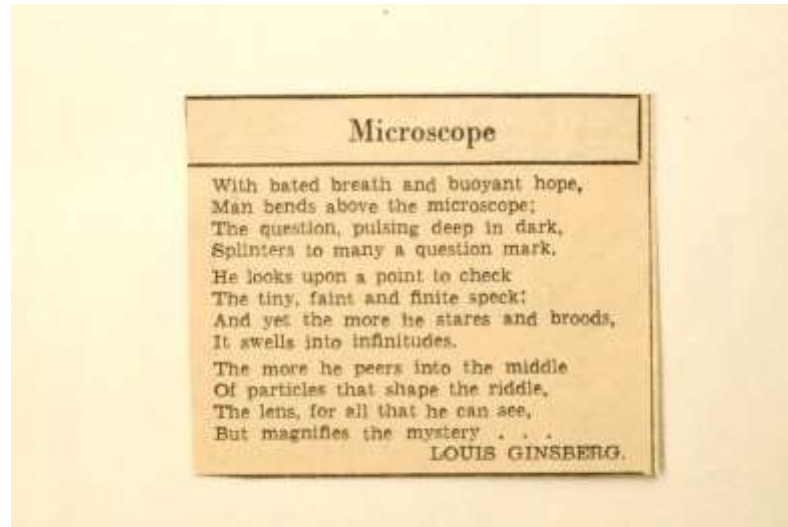 Microscope
With bated breath and buoyant hope,
Man bends above the microscope;
The question, pulsing deep in dark,
Splinters to many a question mark.
He looks upon a point to check
The tiny, faint and finite speck:
And yet the more he stares and broods,
It swells into infinitudes.
The more he peers into the middle
Of particles that shape the riddle,
The lens, for all that he can see,
But magnifies the mystery . . .
LOUIS GINSBERG.